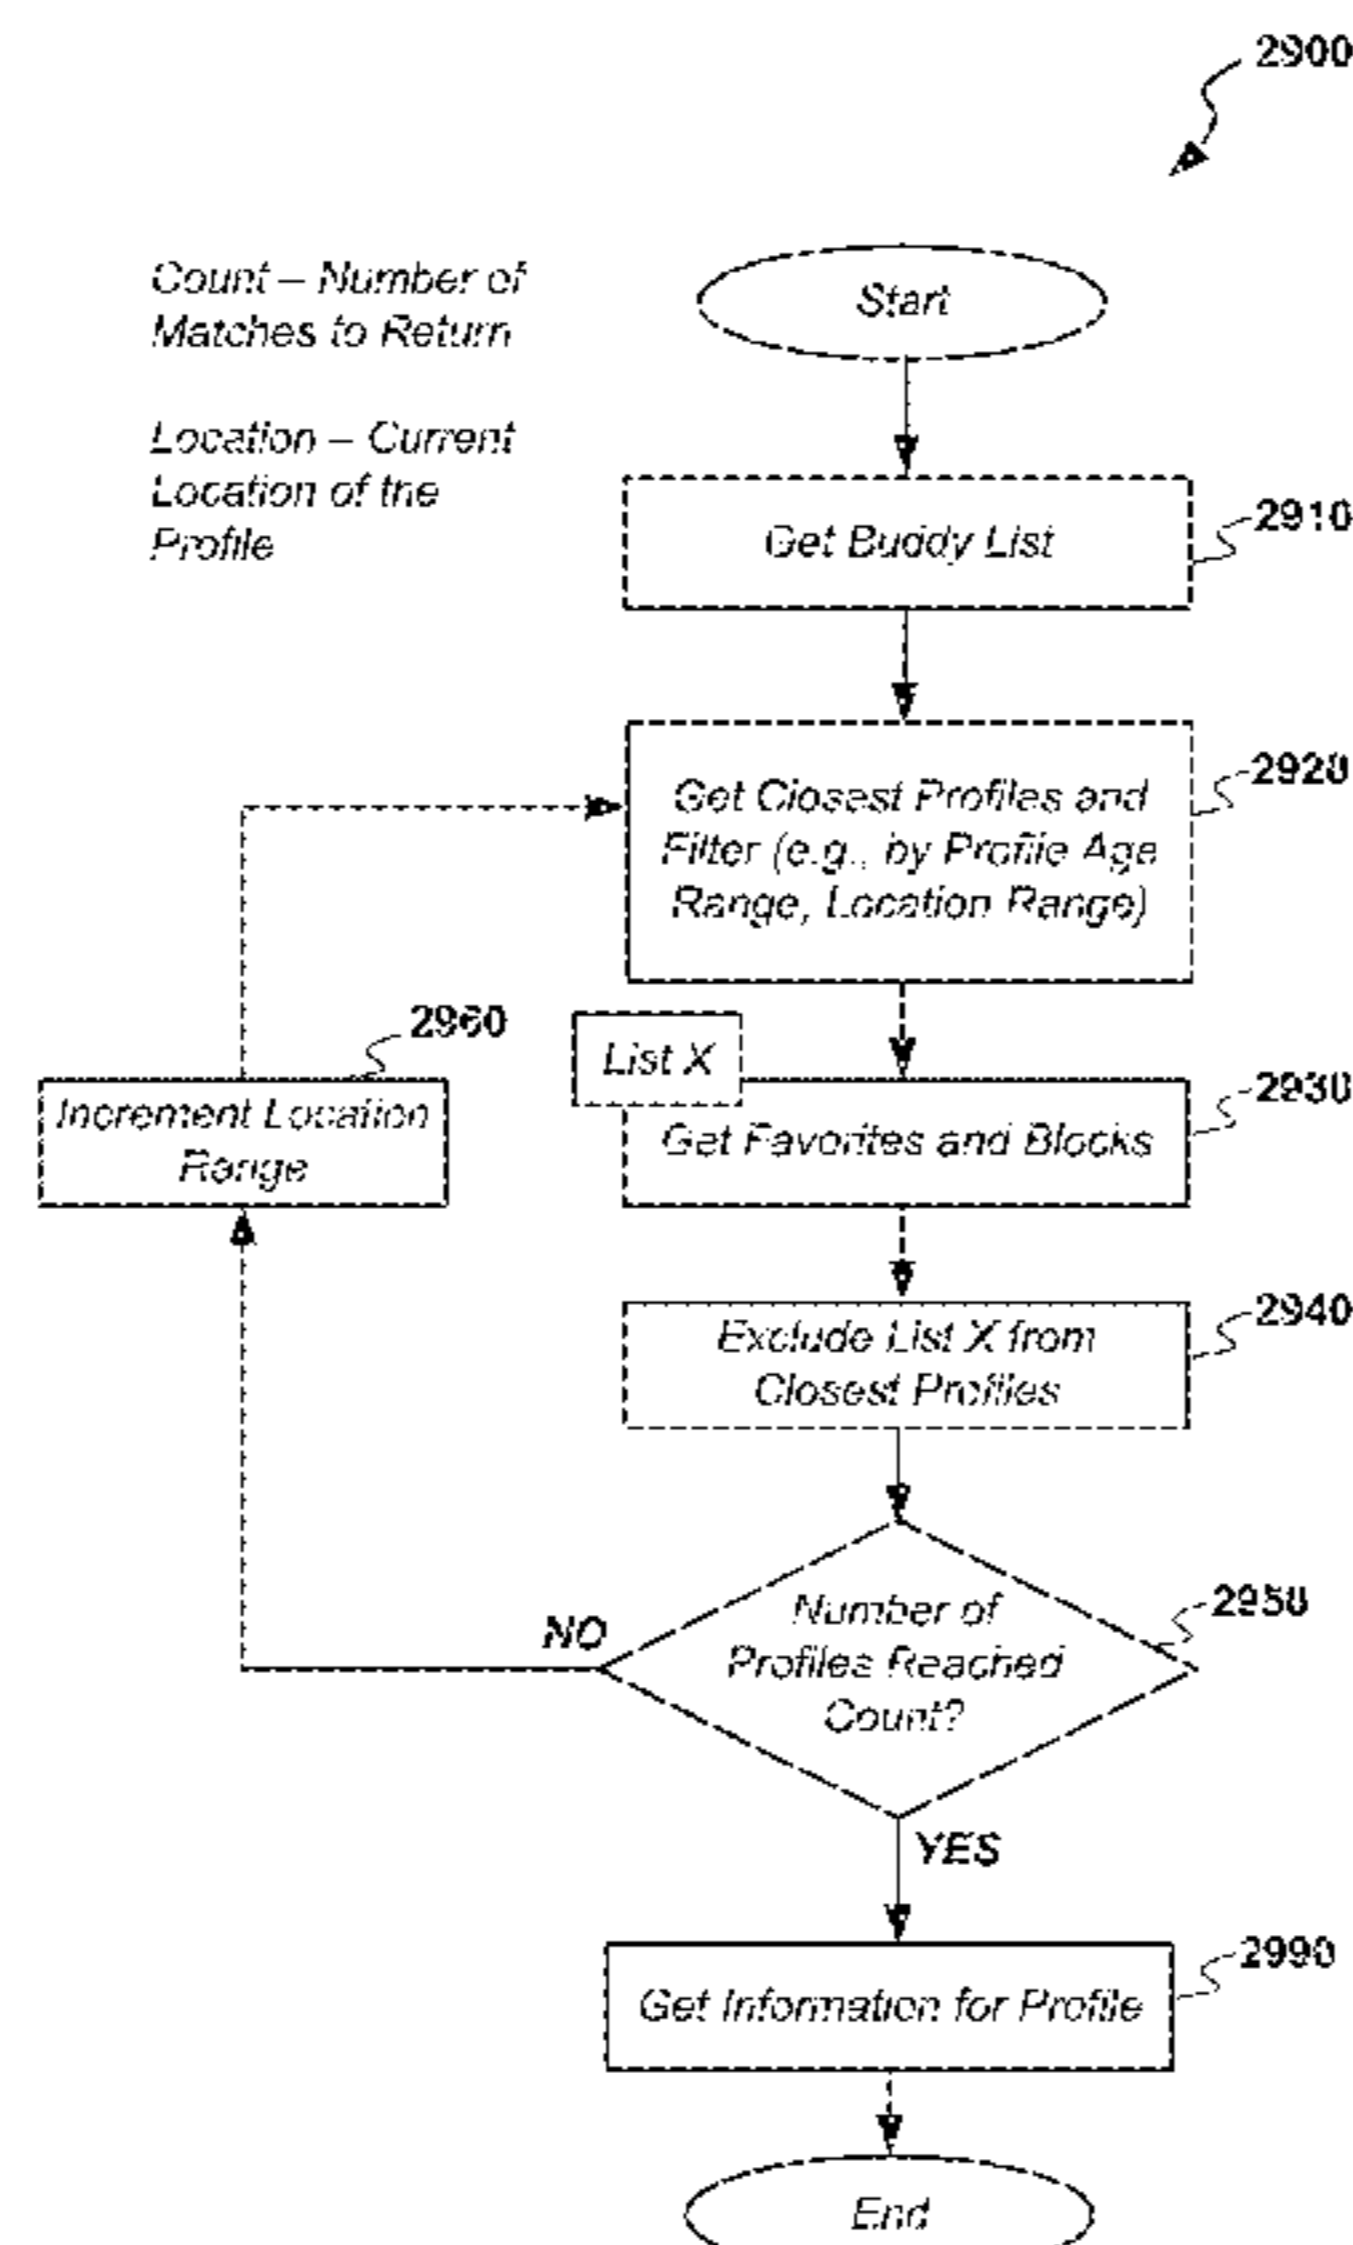 2900
Count – Number of
Matches to Return
Location – Current
Location of the
Profile
Start
Get Buddy List
2910
Get Closest Profiles and
Filter (e.g., by Profile Age
Range, Location Range)
2920
List X
Get Favorites and Blocks
2930
Increment Location
Range
2960
Exclude List X from
Closest Profiles
2940
Number of
Profiles Reached
Count?
2950
NO
YES
Get Information for Profile
2990
End